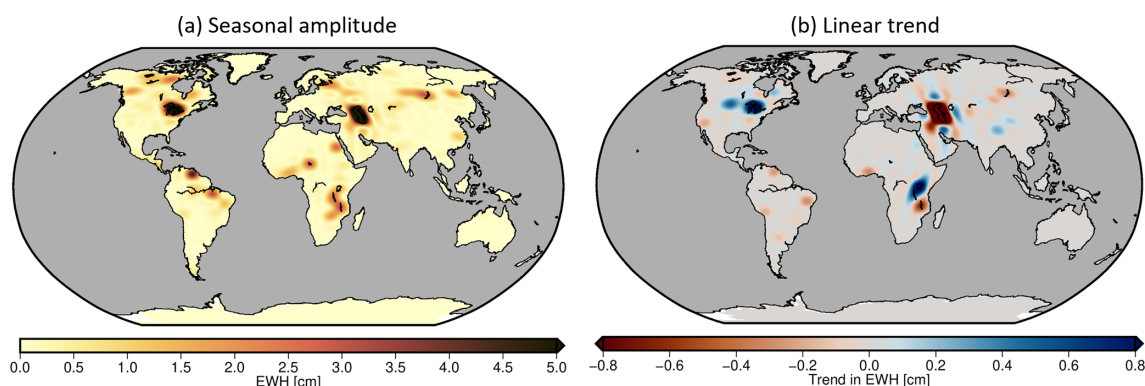 (a) Seasonal amplitude
(b) Linear trend
0.0 0.5 1.0 1.5 2.0 2.5 3.0 3.5 4.0 4.5 5.0
EWH [cm]
−0.8 −0.6 −0.4 −0.2 0.0 0.2 0.4 0.6 0.8
Trend in EWH [cm]